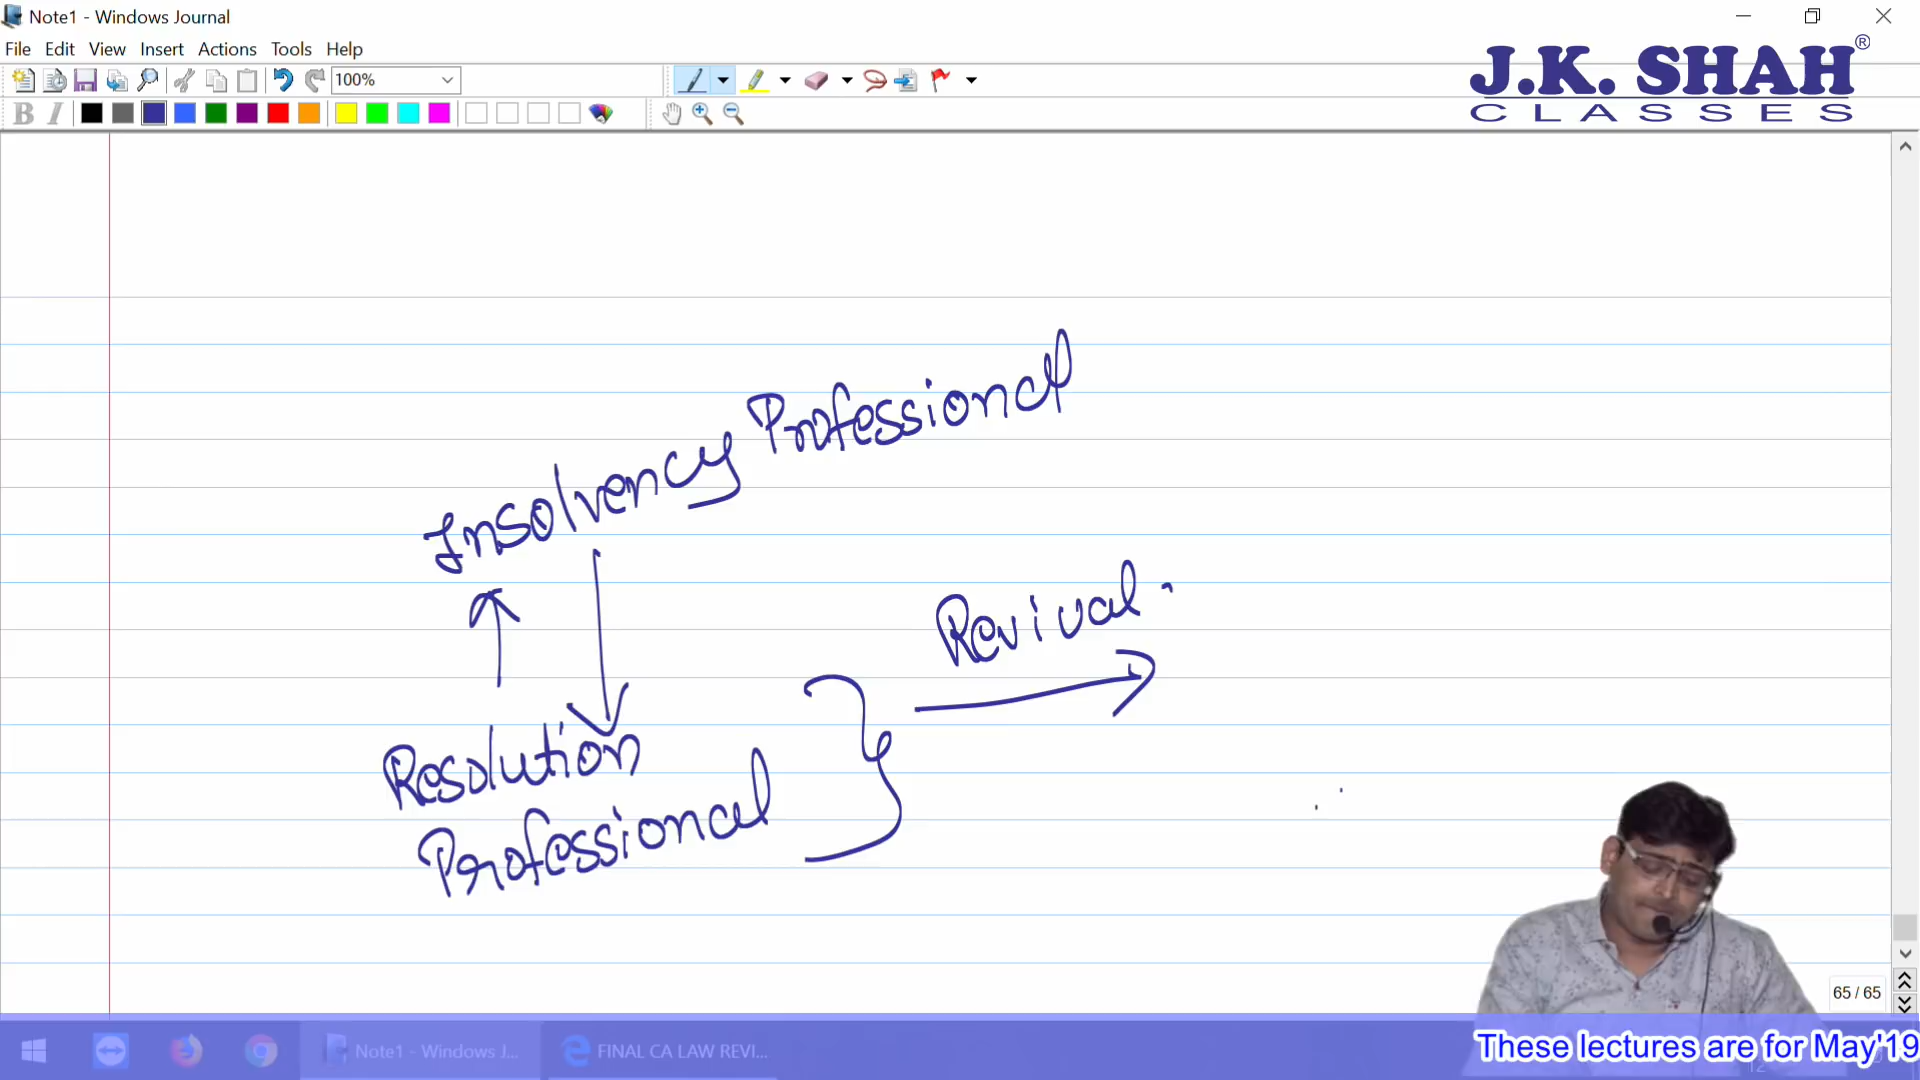 Note1 - Windows Journal
File Edit View Insert Actions Tools Help
100%
B I
J.K. SHAH®
CLASSES
Insolvency Professional
Revival.
Resolution
Professional
65 / 65
Note1 - Windows J...
FINAL CA LAW REVI...
These lectures are for May'19